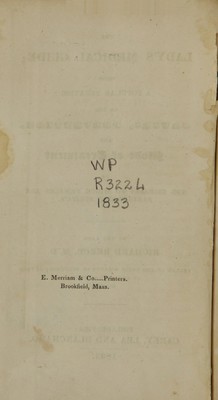 WP
R322L
1833
E. Merriam & Co....Printers.
Brookfield, Mass.